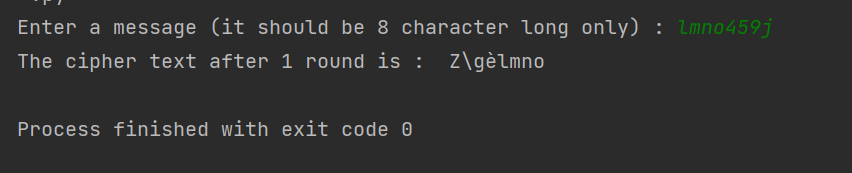 Enter a message (it should be 8 character long only) : lmno459j
The cipher text after 1 round is :  Z\gèlmno
Process finished with exit code 0